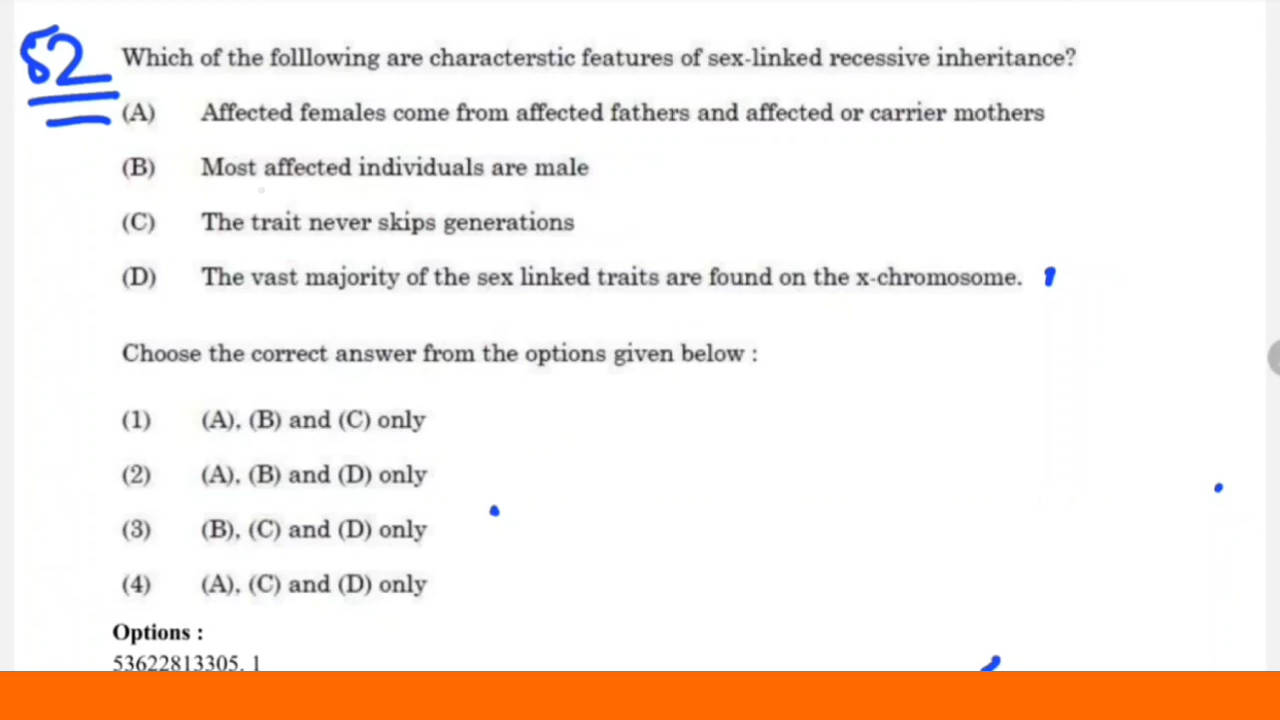 52
Which of the folllowing are characterstic features of sex-linked recessive inheritance?
(A) Affected females come from affected fathers and affected or carrier mothers
(B) Most affected individuals are male
(C) The trait never skips generations
(D) The vast majority of the sex linked traits are found on the x-chromosome.
Choose the correct answer from the options given below :
(1) (A), (B) and (C) only
(2) (A), (B) and (D) only
(3) (B), (C) and (D) only
(4) (A), (C) and (D) only
Options :
53622813305. 1